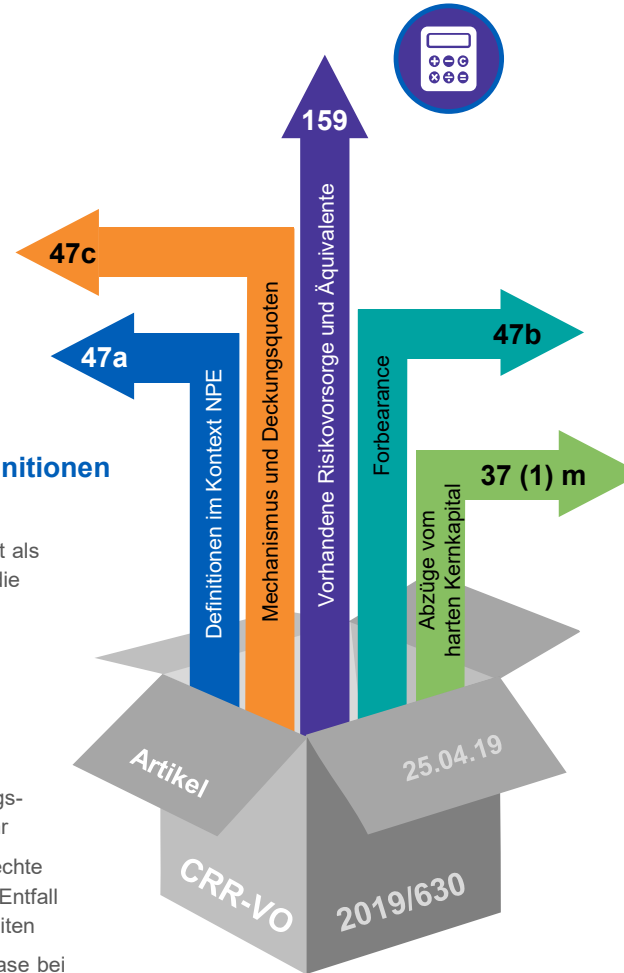 159
47c
47b
47a
37 (1) m
Definitionen im Kontext NPE
Mechanismus und Deckungsquoten
Vorhandene Risikovorsorge und Äquivalente
Forbearance
Abzüge vom
harten Kernkapital
nitionen
t als
lie
gs-
r
echte
Entfall
iten
ase bei
Artikel
25.04.19
CRR-VO
2019/630